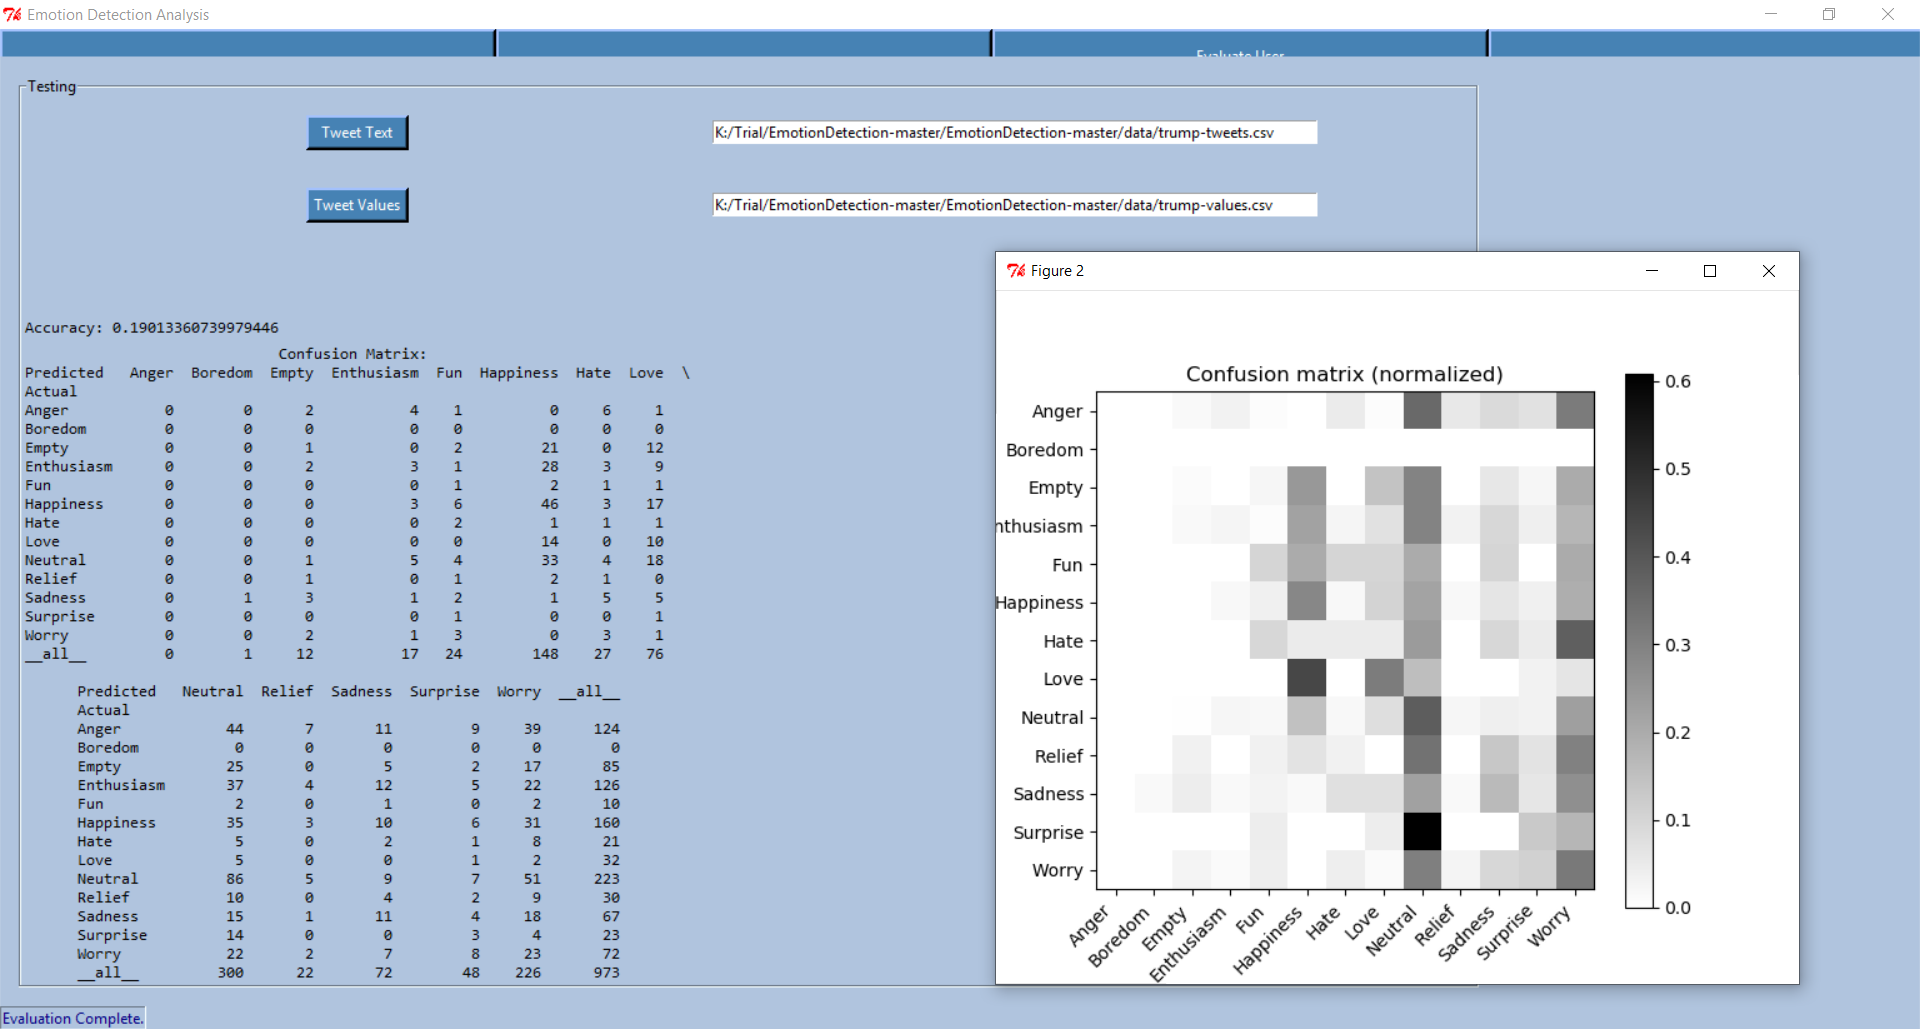 Emotion Detection Analysis
Evaluate User
Testing
Tweet Text
K:/Trial/EmotionDetection-master/EmotionDetection-master/data/trump-tweets.csv
Tweet Values
K:/Trial/EmotionDetection-master/EmotionDetection-master/data/trump-values.csv
Accuracy: 0.19013360739979446
Confusion Matrix:
Predicted Anger Boredom Empty Enthusiasm Fun Happiness Hate Love \
Actual
Anger 0 0 2 4 1 0 6 1
Boredom 0 0 0 0 0 0 0 0
Empty 0 0 1 0 2 21 0 12
Enthusiasm 0 0 2 3 1 28 3 9
Fun 0 0 0 0 1 2 1 1
Happiness 0 0 0 3 6 46 3 17
Hate 0 0 0 0 2 1 1 1
Love 0 0 0 0 0 14 0 10
Neutral 0 0 1 5 4 33 4 18
Relief 0 0 1 0 1 2 1 0
Sadness 0 1 3 1 2 1 5 5
Surprise 0 0 0 0 1 0 0 1
Worry 0 0 2 1 3 0 3 1
__all__ 0 1 12 17 24 148 27 76
Predicted Neutral Relief Sadness Surprise Worry __all__
Actual
Anger 44 7 11 9 39 124
Boredom 0 0 0 0 0 0
Empty 25 0 5 2 17 85
Enthusiasm 37 4 12 5 22 126
Fun 2 0 1 0 2 10
Happiness 35 3 10 6 31 160
Hate 5 0 2 1 8 21
Love 5 0 0 1 2 32
Neutral 86 5 9 7 51 223
Relief 10 0 4 2 9 30
Sadness 15 1 11 4 18 67
Surprise 14 0 0 3 4 23
Worry 22 2 7 8 23 72
__all__ 300 22 72 48 226 973
Figure 2
Confusion matrix (normalized)
Anger
Boredom
Empty
nthusiasm
Fun
Happiness
Hate
Love
Neutral
Relief
Sadness
Surprise
Worry
Anger Boredom Empty Enthusiasm Fun Happiness Hate Love Neutral Relief Sadness Surprise Worry
0.6
0.5
0.4
0.3
0.2
0.1
0.0
Evaluation Complete.